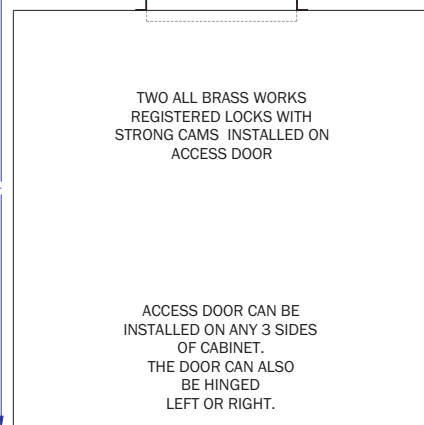 TWO ALL BRASS WORKS
REGISTERED LOCKS WITH
STRONG CAMS INSTALLED ON
ACCESS DOOR
ACCESS DOOR CAN BE
INSTALLED ON ANY 3 SIDES
OF CABINET.
THE DOOR CAN ALSO
BE HINGED
LEFT OR RIGHT.